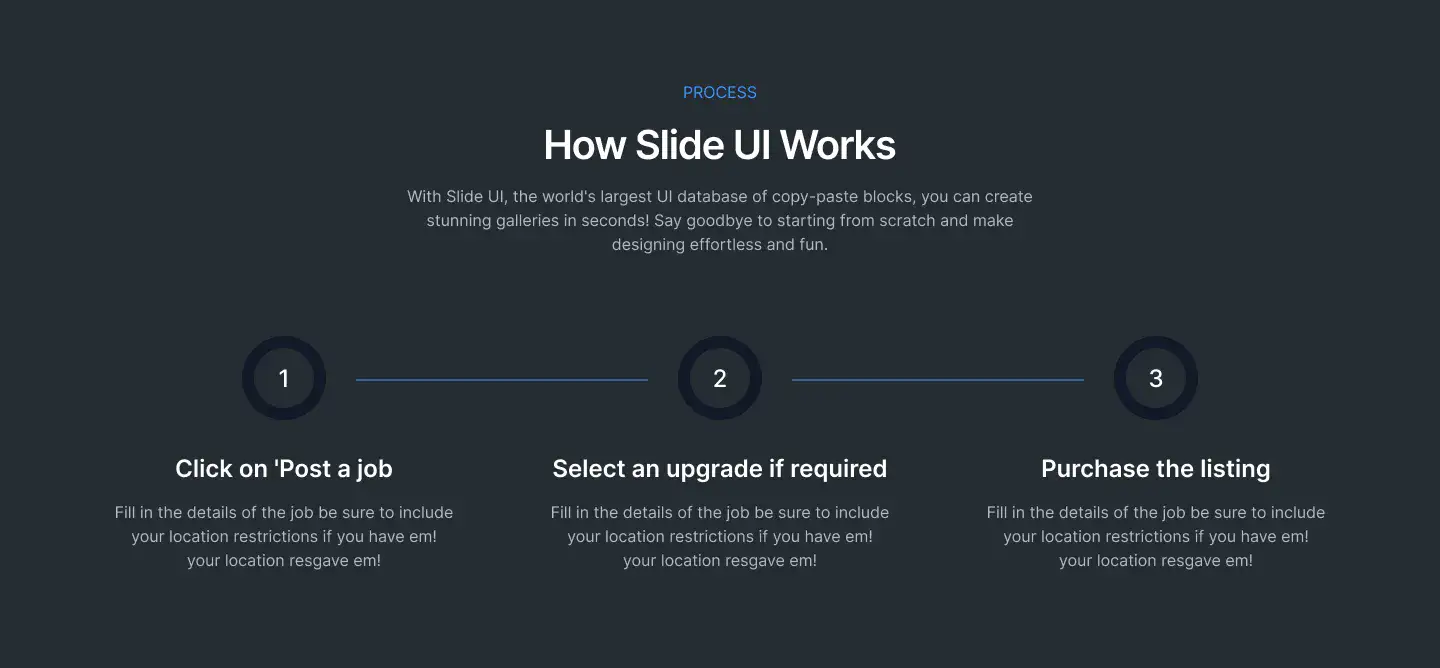 PROCESS
How Slide UI Works
With Slide UI, the world's largest UI database of copy-paste blocks, you can create
stunning galleries in seconds! Say goodbye to starting from scratch and make
designing effortless and fun.
1
2
3
Click on 'Post a job
Fill in the details of the job be sure to include
your location restrictions if you have em!
your location resgave em!
Select an upgrade if required
Fill in the details of the job be sure to include
your location restrictions if you have em!
your location resgave em!
Purchase the listing
Fill in the details of the job be sure to include
your location restrictions if you have em!
your location resgave em!